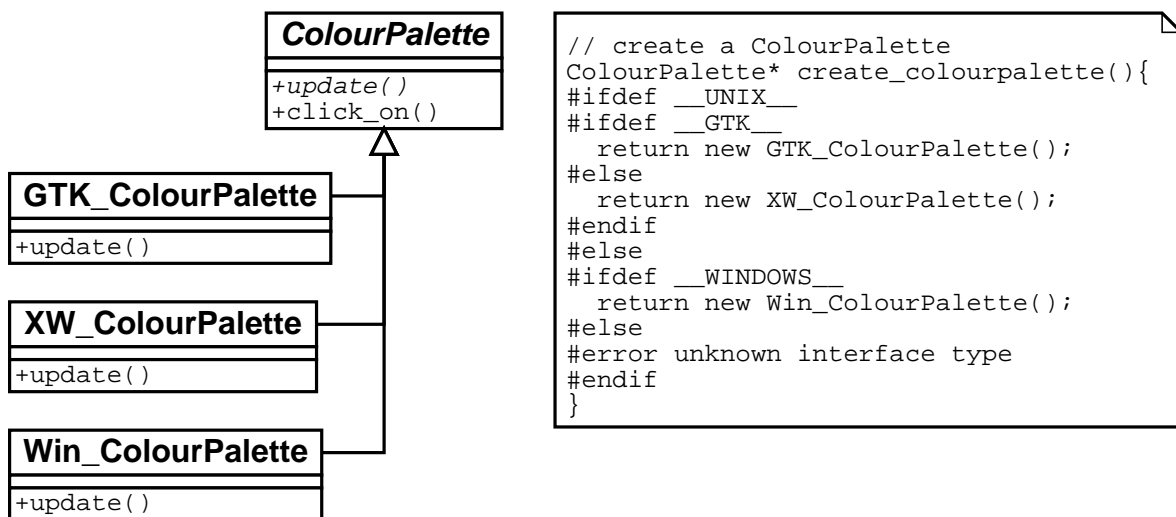 ColourPalette
+update()
+click_on()
GTK_ColourPalette
+update()
XW_ColourPalette
+update()
Win_ColourPalette
+update()
// create a ColourPalette
ColourPalette* create_colourpalette(){
#ifdef __UNIX__
#ifdef __GTK__
  return new GTK_ColourPalette();
#else
  return new XW_ColourPalette();
#endif
#else
#ifdef __WINDOWS__
  return new Win_ColourPalette();
#else
#error unknown interface type
#endif
}